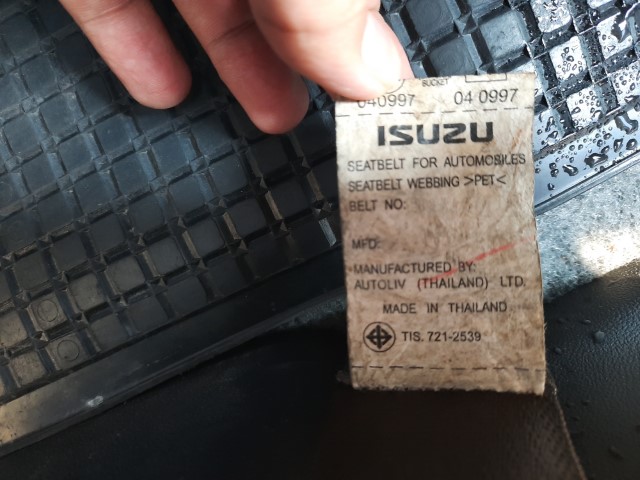 BUCKET
040997 04 0997
ISUZU
SEATBELT FOR AUTOMOBILES
SEATBELT WEBBING >PET<
BELT NO:
MFD:
MANUFACTURED BY:
AUTOLIV (THAILAND) LTD.
MADE IN THAILAND
TIS. 721-2539